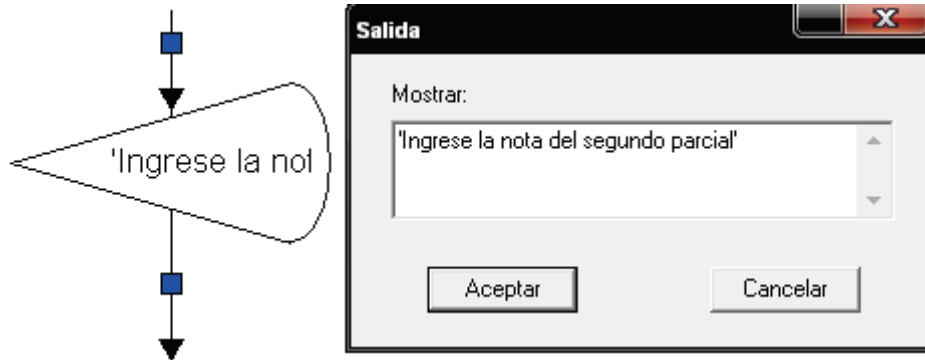 Salida
Mostrar:
'Ingrese la nota del segundo parcial'
'Ingrese la not
Aceptar
Cancelar